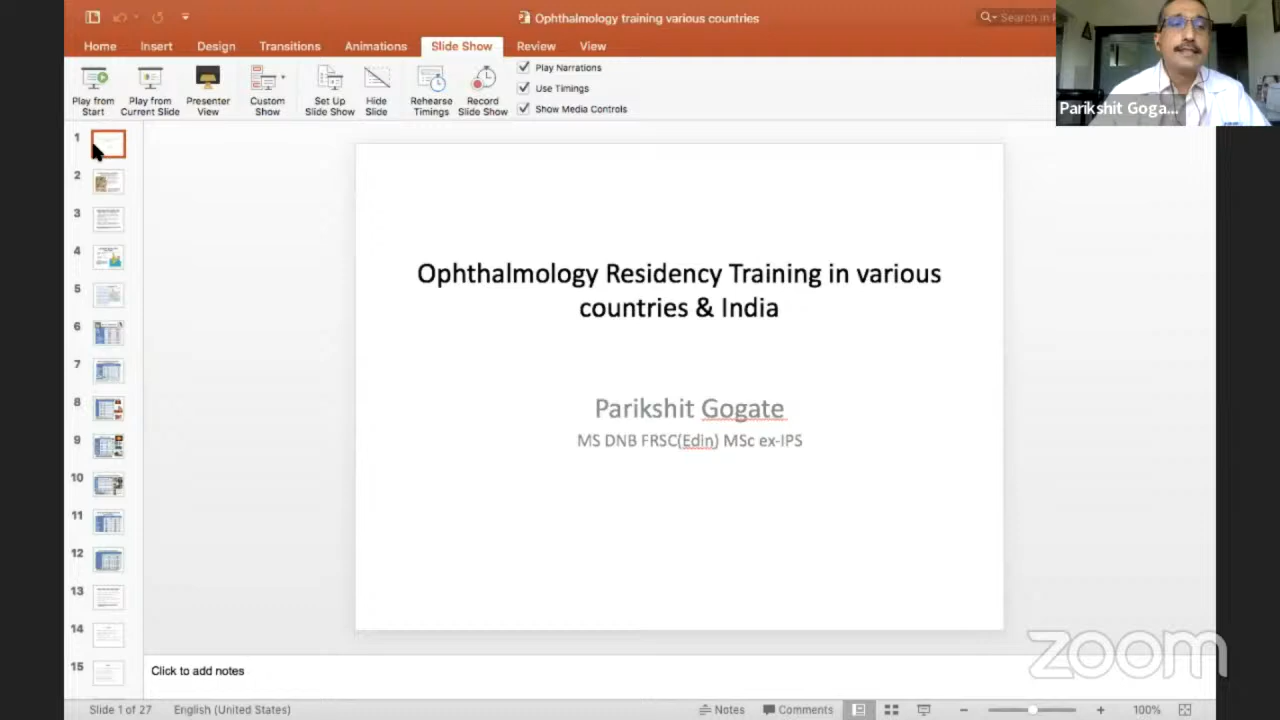 Ophthalmology training various countries
Search in
Home Insert Design Transitions Animations Slide Show Review View
Play from Start
Play from Current Slide
Presenter View
Custom Show
Set Up Slide Show
Hide Slide
Rehearse Timings
Record Slide Show
Play Narrations
Use Timings
Show Media Controls
Parikshit Goga...
1
2
3
4
5
6
7
8
9
10
11
12
13
14
15
Ophthalmology Residency Training in various
countries & India
Parikshit Gogate
MS DNB FRSC(Edin) MSc ex-IPS
Click to add notes
zoom
Slide 1 of 27 English (United States) Notes Comments 100%